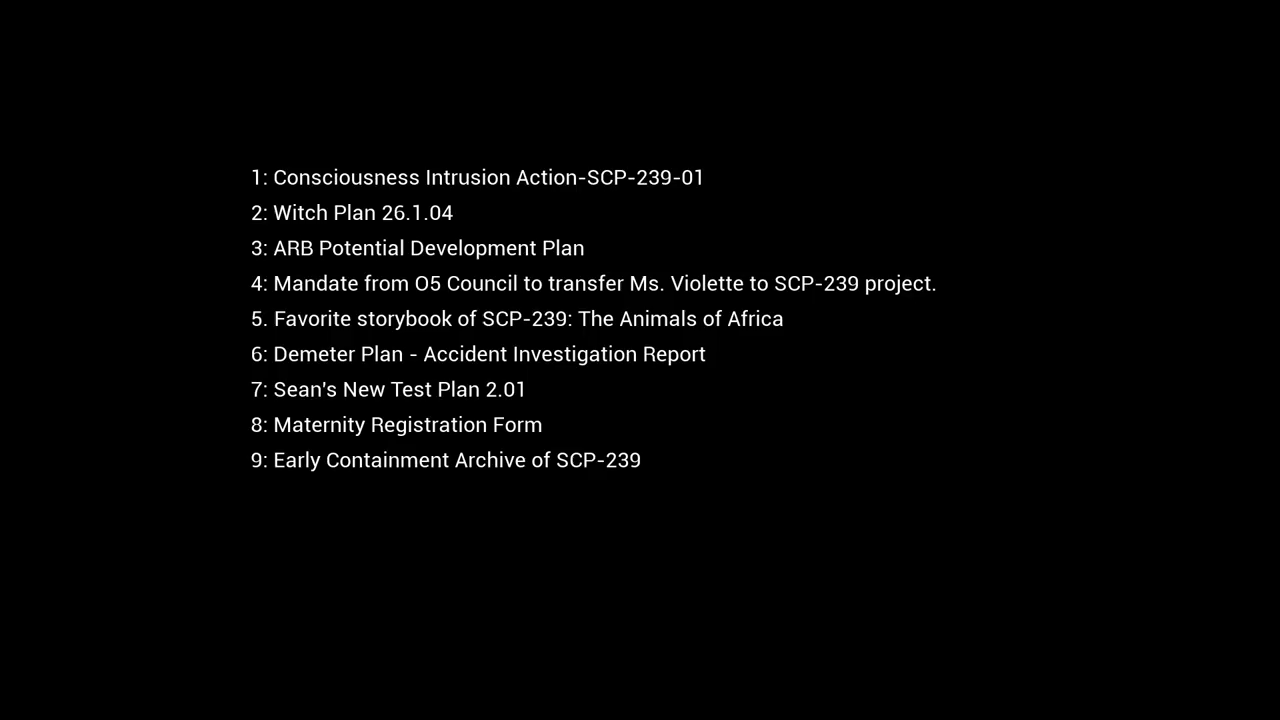 1: Consciousness Intrusion Action-SCP-239-01
2: Witch Plan 26.1.04
3: ARB Potential Development Plan
4: Mandate from O5 Council to transfer Ms. Violette to SCP-239 project.
5. Favorite storybook of SCP-239: The Animals of Africa
6: Demeter Plan - Accident Investigation Report
7: Sean's New Test Plan 2.01
8: Maternity Registration Form
9: Early Containment Archive of SCP-239